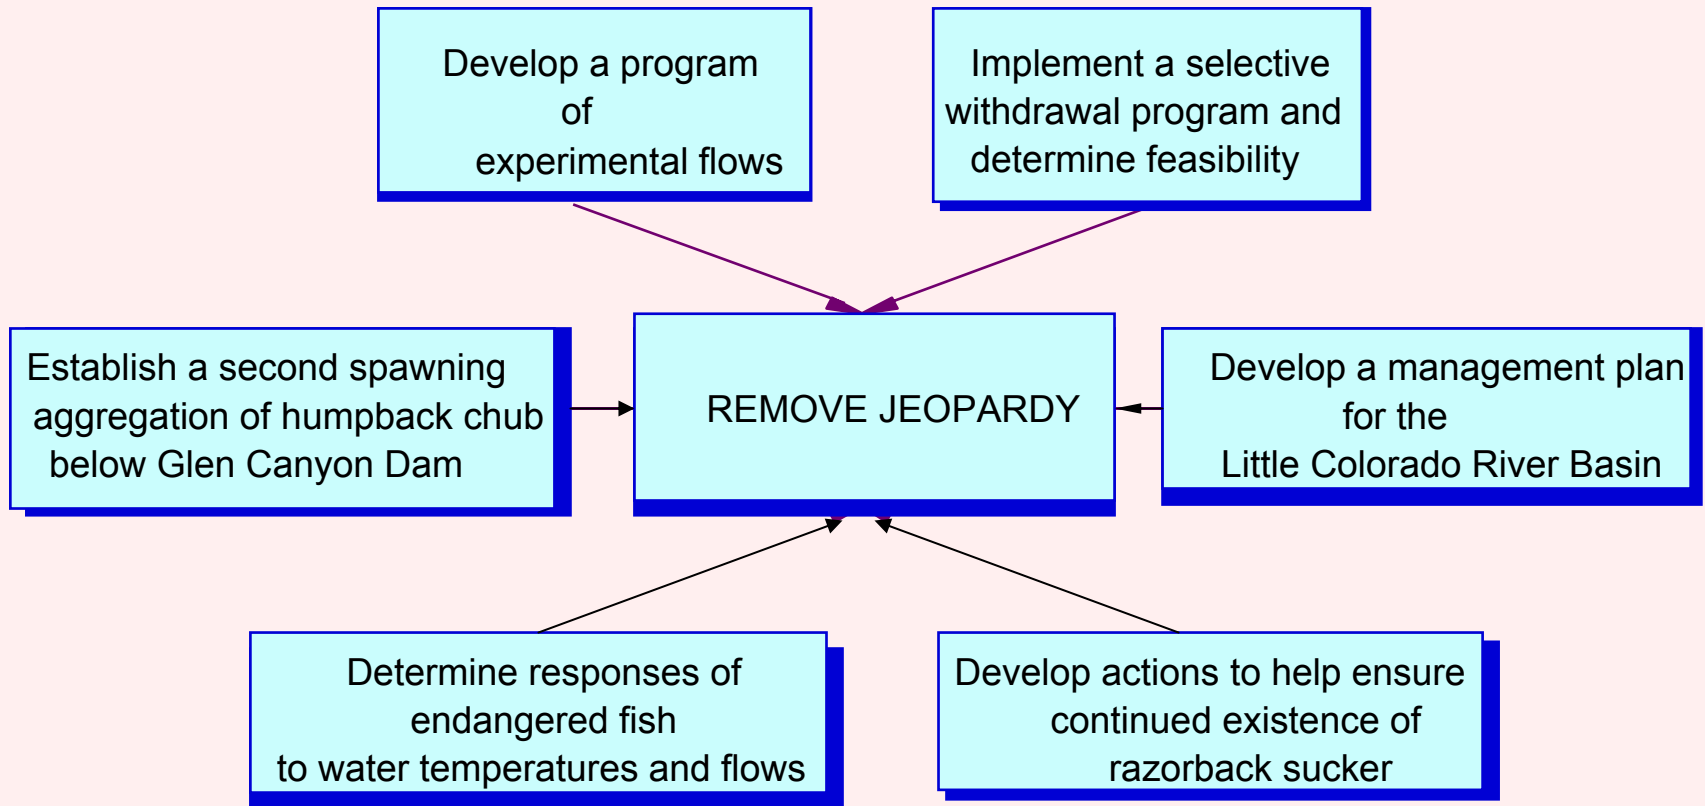 Develop a program
of
experimental flows
Implement a selective
withdrawal program and
determine feasibility
Establish a second spawning
aggregation of humpback chub
below Glen Canyon Dam
REMOVE JEOPARDY
Develop a management plan
for the
Little Colorado River Basin
Determine responses of
endangered fish
to water temperatures and flows
Develop actions to help ensure
continued existence of
razorback sucker